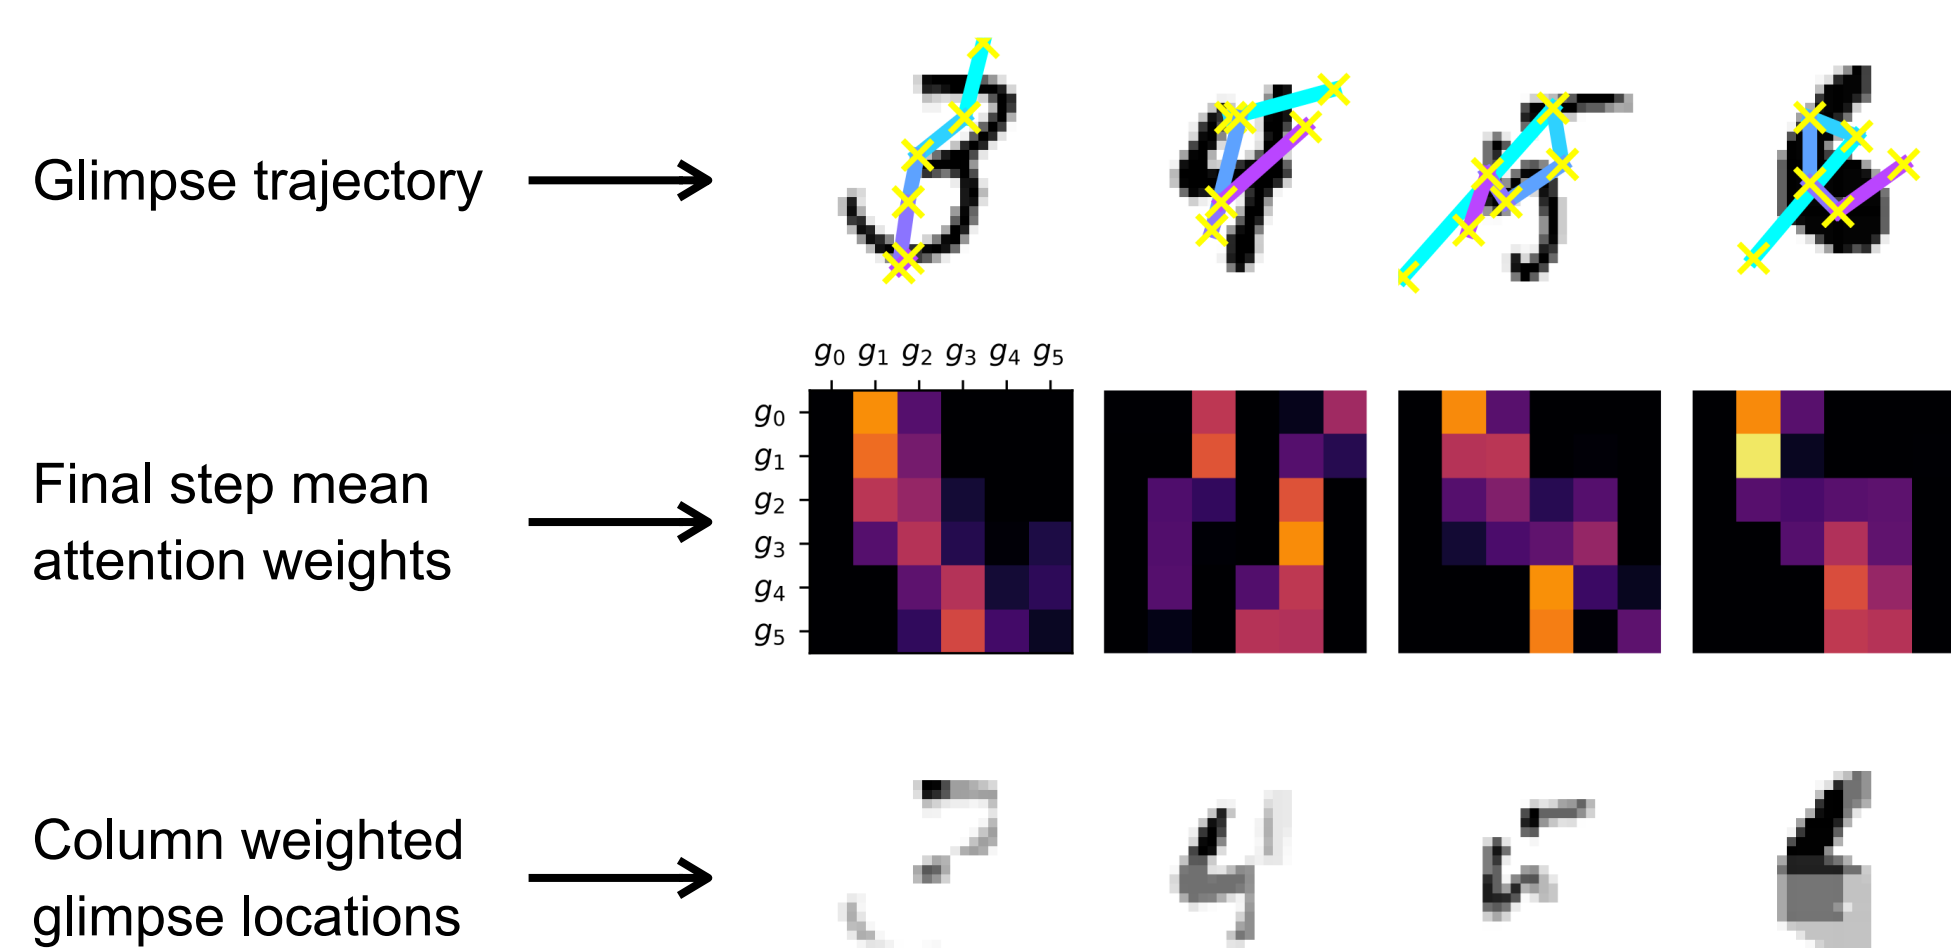 Glimpse trajectory
g0 g1 g2 g3 g4 g5
g0
g1
g2
g3
g4
g5
Final step mean
attention weights
Column weighted
glimpse locations